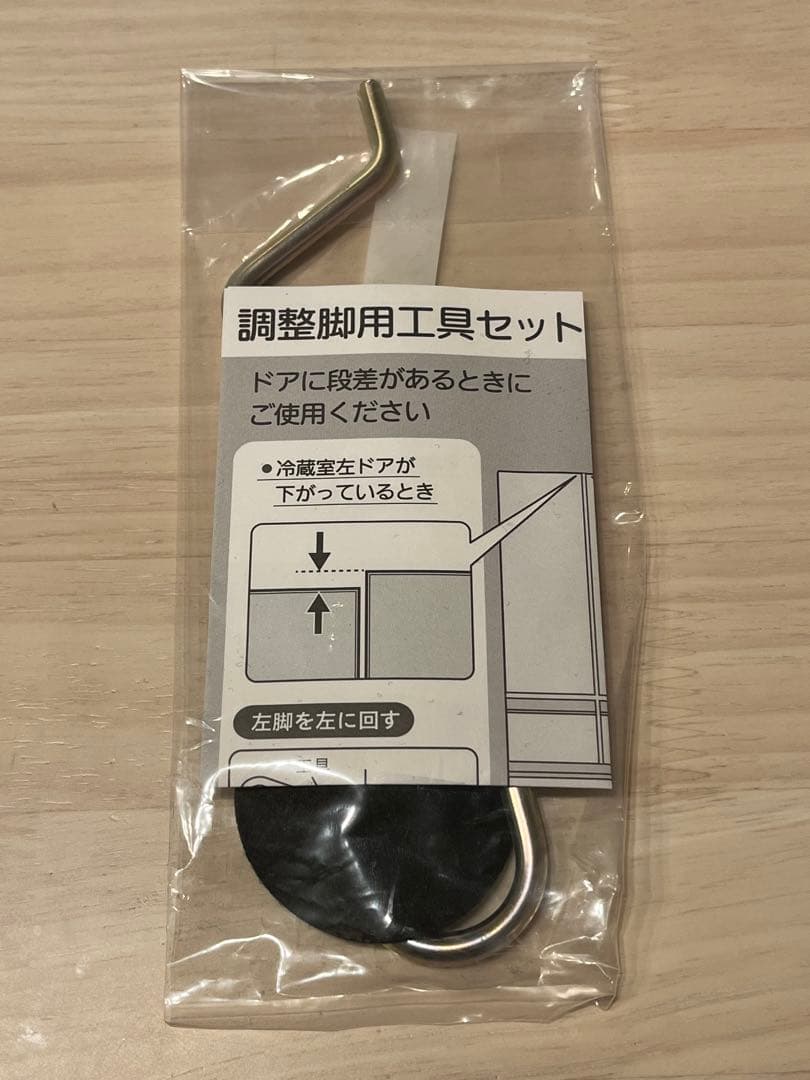 調整脚用工具セット
ドアに段差があるときに
ご使用ください
●冷蔵室左ドアが
下がっているとき
左脚を左に回す
工具